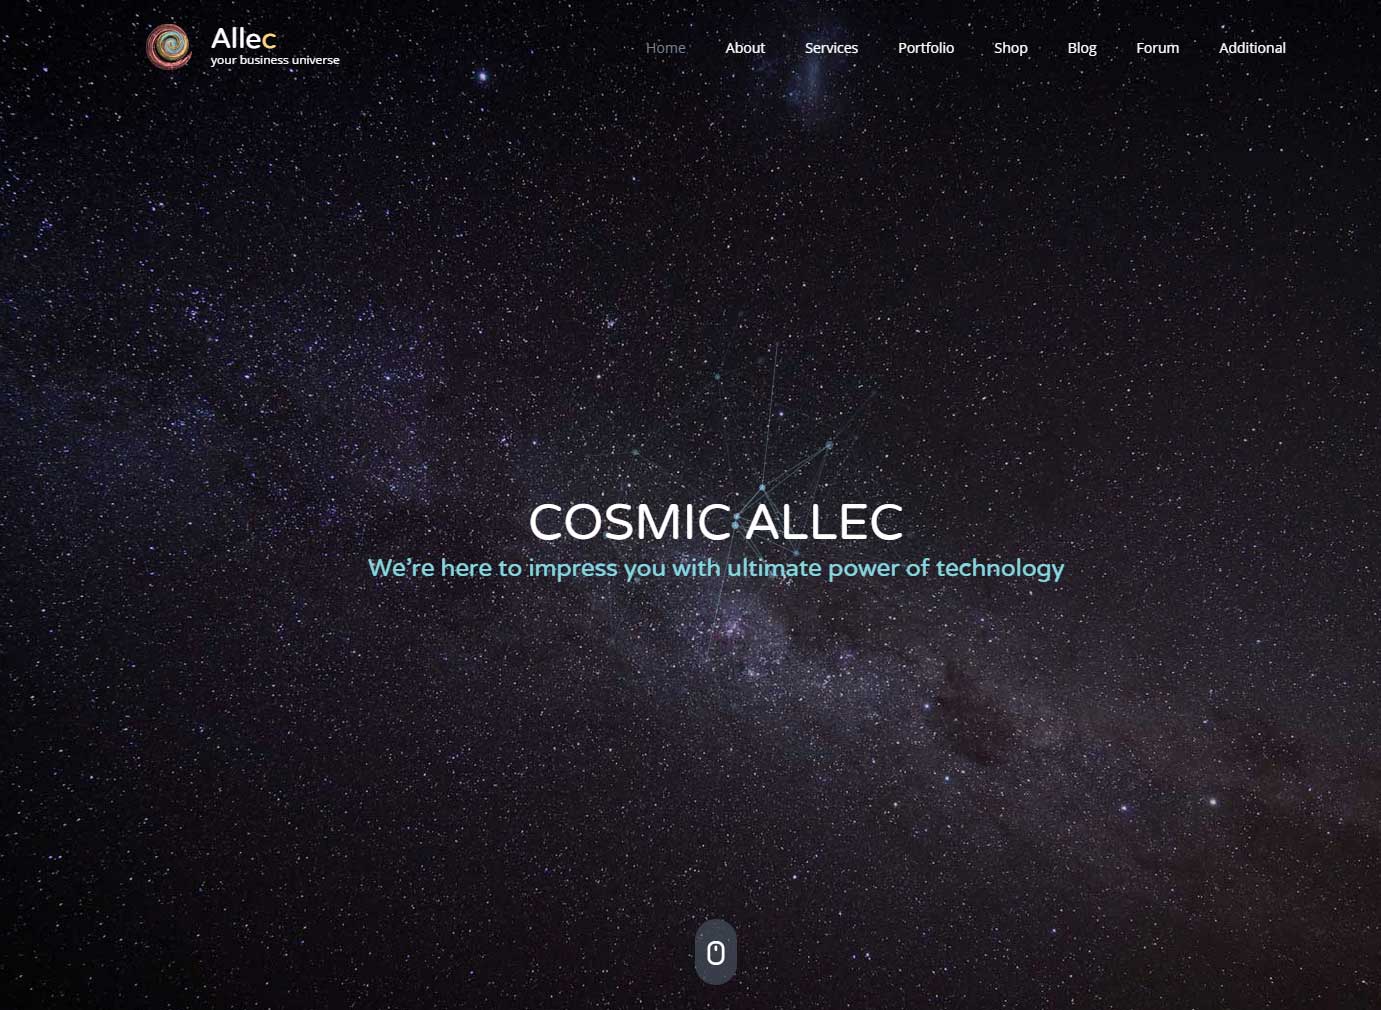 Allec
your business universe
Home About Services Portfolio Shop Blog Forum Additional
COSMIC ALLEC
We're here to impress you with ultimate power of technology